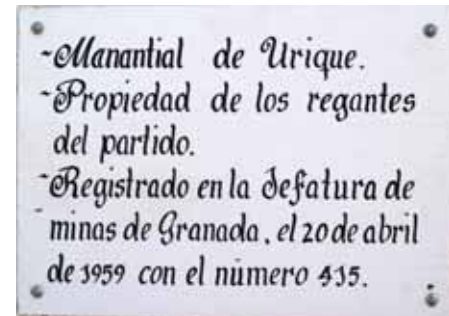 -Manantial de Urique.
-Propiedad de los regantes
del partido.
-Registrado en la Jefatura de
minas de Granada, el 20 de abril
de 1959 con el número 415.